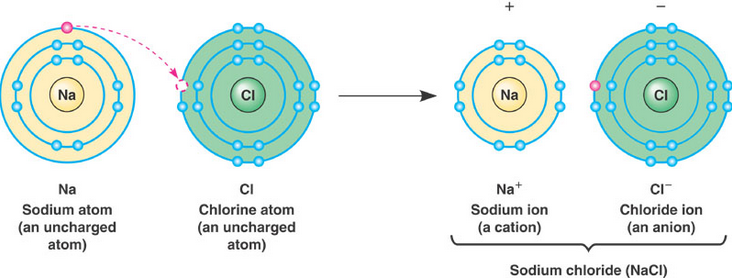 +
−
Na
Cl
Na
Cl
Na
Sodium atom
(an uncharged
atom)
Cl
Chlorine atom
(an uncharged
atom)
Na⁺
Sodium ion
(a cation)
Cl⁻
Chloride ion
(an anion)
Sodium chloride (NaCl)